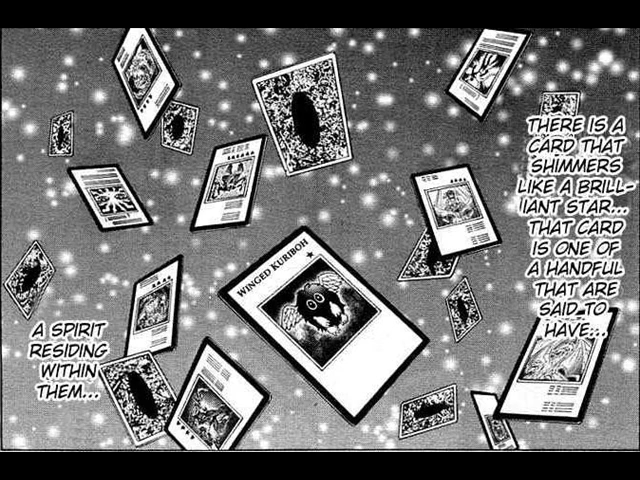 THERE IS A
CARD THAT
SHIMMERS
LIKE A BRILL-
IANT STAR...
THAT CARD
IS ONE OF
A HANDFUL
THAT ARE
SAID TO
HAVE...
WINGED KURIBOH
A SPIRIT
RESIDING
WITHIN
THEM...